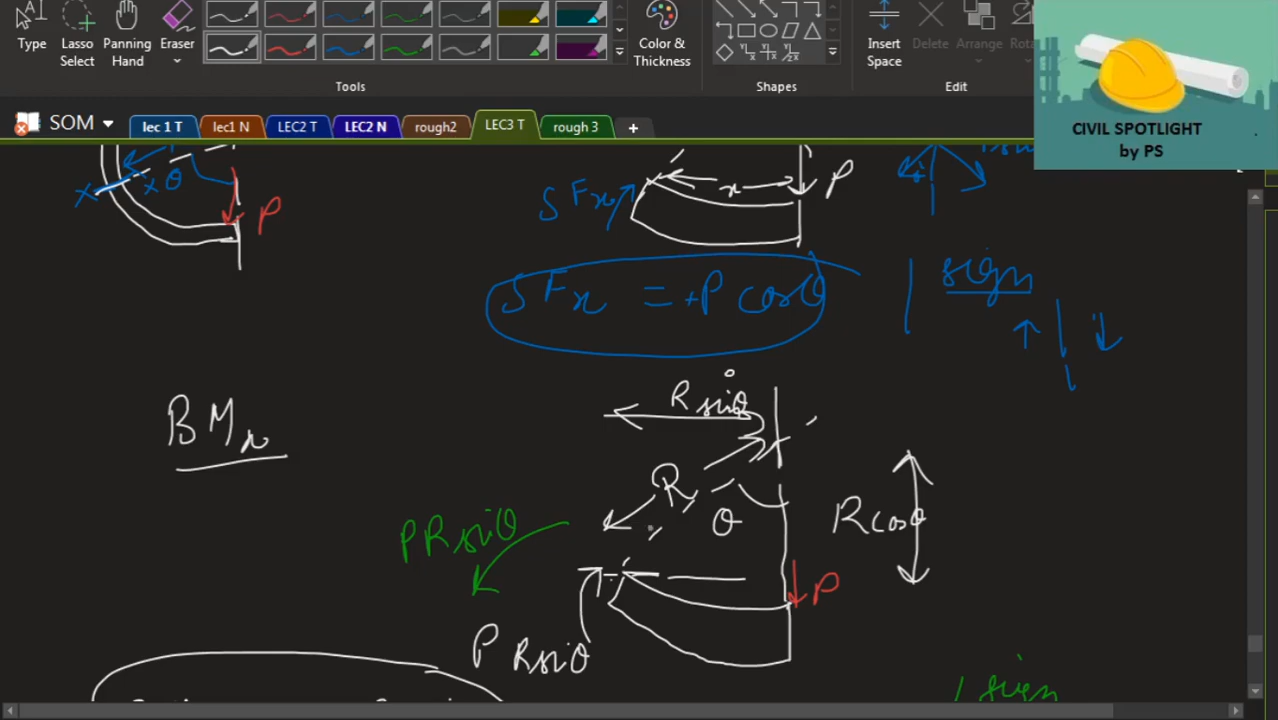 Type
Lasso Select
Panning Hand
Eraser
Color & Thickness
Insert Space
Delete
Arrange
Tools
Shapes
Edit
CIVIL SPOTLIGHT
by PS
SOM
lec 1 T
lec1 N
LEC2 T
LEC2 N
rough2
LEC3 T
rough 3
X
X
θ
P
SFx
x
P
SFx = +P cosθ
sign
BMx
R sinθ
R
θ
R cosθ
P
PR sinθ
P R sinθ
sign